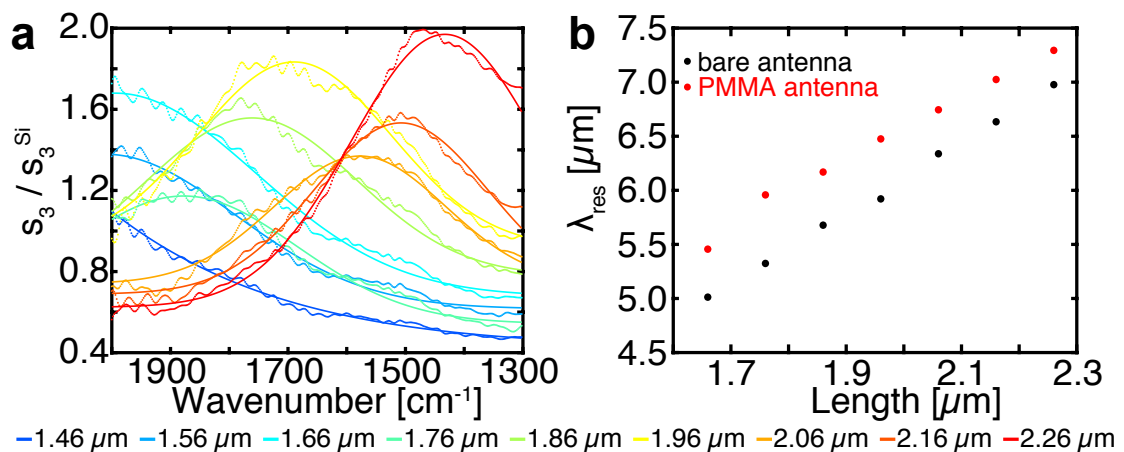 a
2.0
1.6
1.2
0.8
0.4
s₃ / s₃ˢⁱ
1900
1700
1500
1300
Wavenumber [cm⁻¹]
b
7.5
7.0
6.5
6.0
5.5
5.0
4.5
λres [µm]
bare antenna
PMMA antenna
1.7
1.9
2.1
2.3
Length [µm]
1.46 µm 1.56 µm 1.66 µm 1.76 µm 1.86 µm 1.96 µm 2.06 µm 2.16 µm 2.26 µm